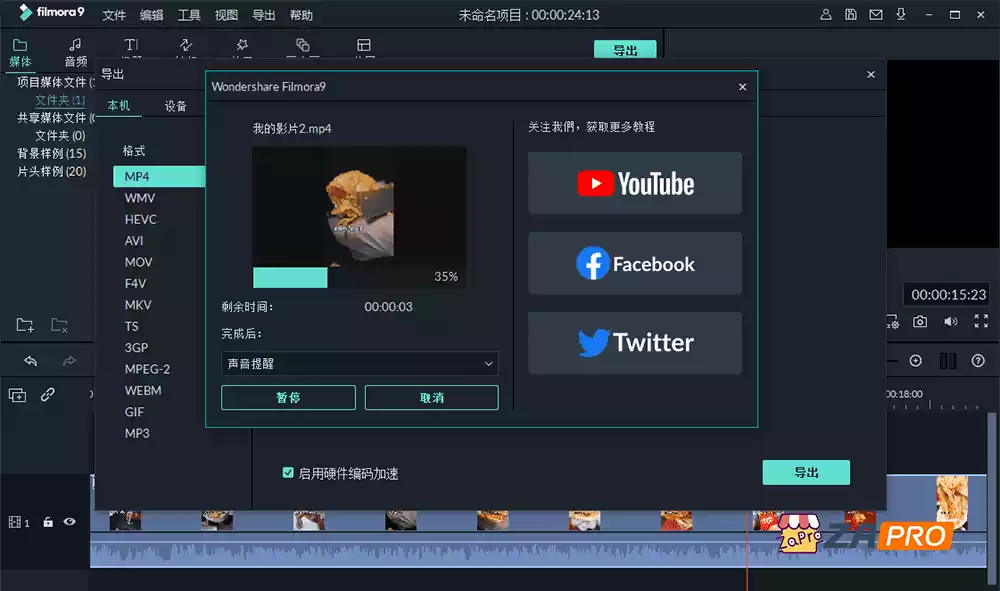 filmora9
文件 编辑 工具 视图 导出 帮助
未命名项目 : 00:00:24:13
媒体 音频
导出
项目媒体文件
文件夹 (1)
共享媒体文件
文件夹 (0)
背景样例 (15)
片头样例 (20)
导出
本机 设备
格式
MP4
WMV
HEVC
AVI
MOV
F4V
MKV
TS
3GP
MPEG-2
WEBM
GIF
MP3
Wondershare Filmora9
我的影片2.mp4
35%
剩余时间: 00:00:03
完成后:
声音提醒
暂停 取消
关注我們，获取更多教程
YouTube
Facebook
Twitter
启用硬件编码加速
导出
00:00:15:23
00:18:00
1
ZaPro
ZA PRO